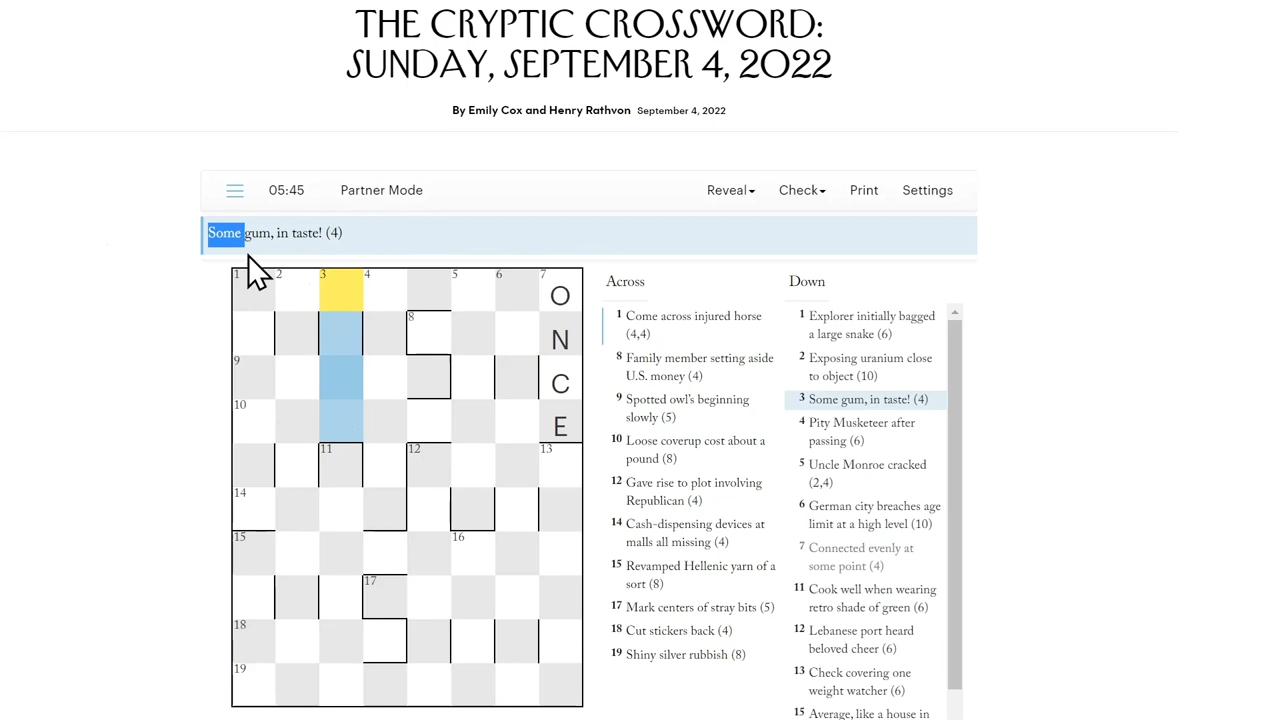 THE CRYPTIC CROSSWORD:
SUNDAY, SEPTEMBER 4, 2022
By Emily Cox and Henry Rathvon September 4, 2022
05:45 Partner Mode Reveal Check Print Settings
Some gum, in taste! (4)
1 2 3 4 5 6 7
O
8
N
9
C
10
E
11 12 13
14
15 16
17
18
19
Across
1 Come across injured horse
(4,4)
8 Family member setting aside
U.S. money (4)
9 Spotted owl's beginning
slowly (5)
10 Loose coverup cost about a
pound (8)
12 Gave rise to plot involving
Republican (4)
14 Cash-dispensing devices at
malls all missing (4)
15 Revamped Hellenic yarn of a
sort (8)
17 Mark centers of stray bits (5)
18 Cut stickers back (4)
19 Shiny silver rubbish (8)
Down
1 Explorer initially bagged
a large snake (6)
2 Exposing uranium close
to object (10)
3 Some gum, in taste! (4)
4 Pity Musketeer after
passing (6)
5 Uncle Monroe cracked
(2,4)
6 German city breaches age
limit at a high level (10)
7 Connected evenly at
some point (4)
11 Cook well when wearing
retro shade of green (6)
12 Lebanese port heard
beloved cheer (6)
13 Check covering one
weight watcher (6)
15 Average, like a house in